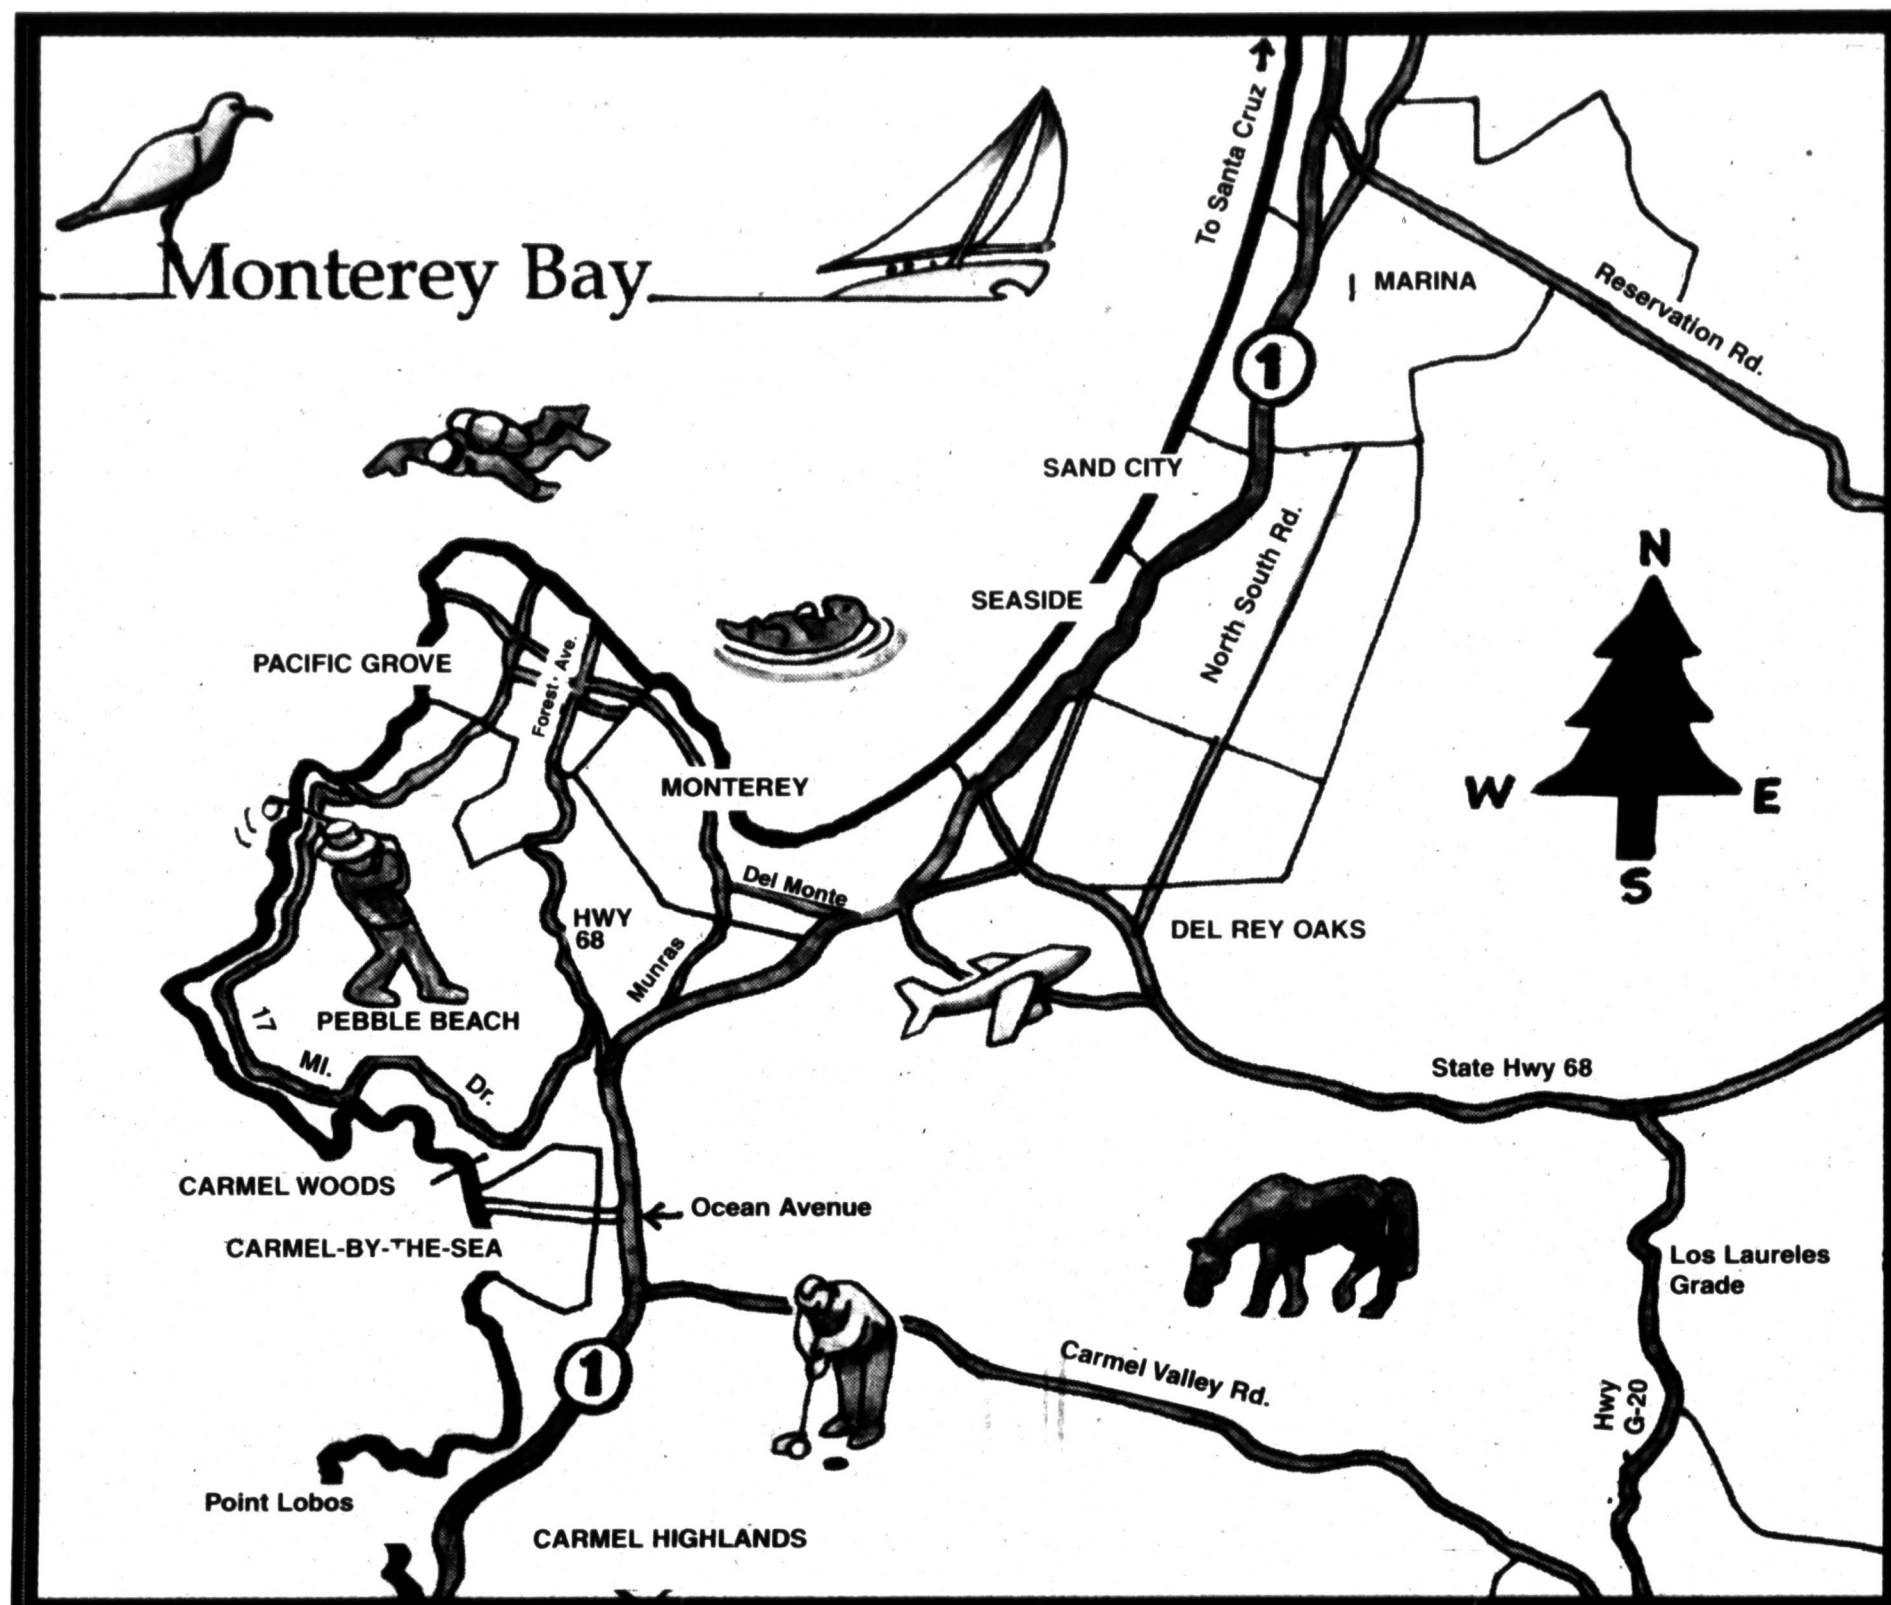 To Santa Cruz
Monterey Bay
MARINA
Reservation Rd.
1
SAND CITY
North South Rd.
N
SEASIDE
PACIFIC GROVE
Forest Ave.
MONTEREY
W
E
Del Monte
S
HWY
68
DEL REY OAKS
Munras
17
MI.
Dr.
PEBBLE BEACH
State Hwy 68
CARMEL WOODS
Ocean Avenue
CARMEL-BY-THE-SEA
Los Laureles
Grade
1
Carmel Valley Rd.
Hwy
G-20
Point Lobos
CARMEL HIGHLANDS